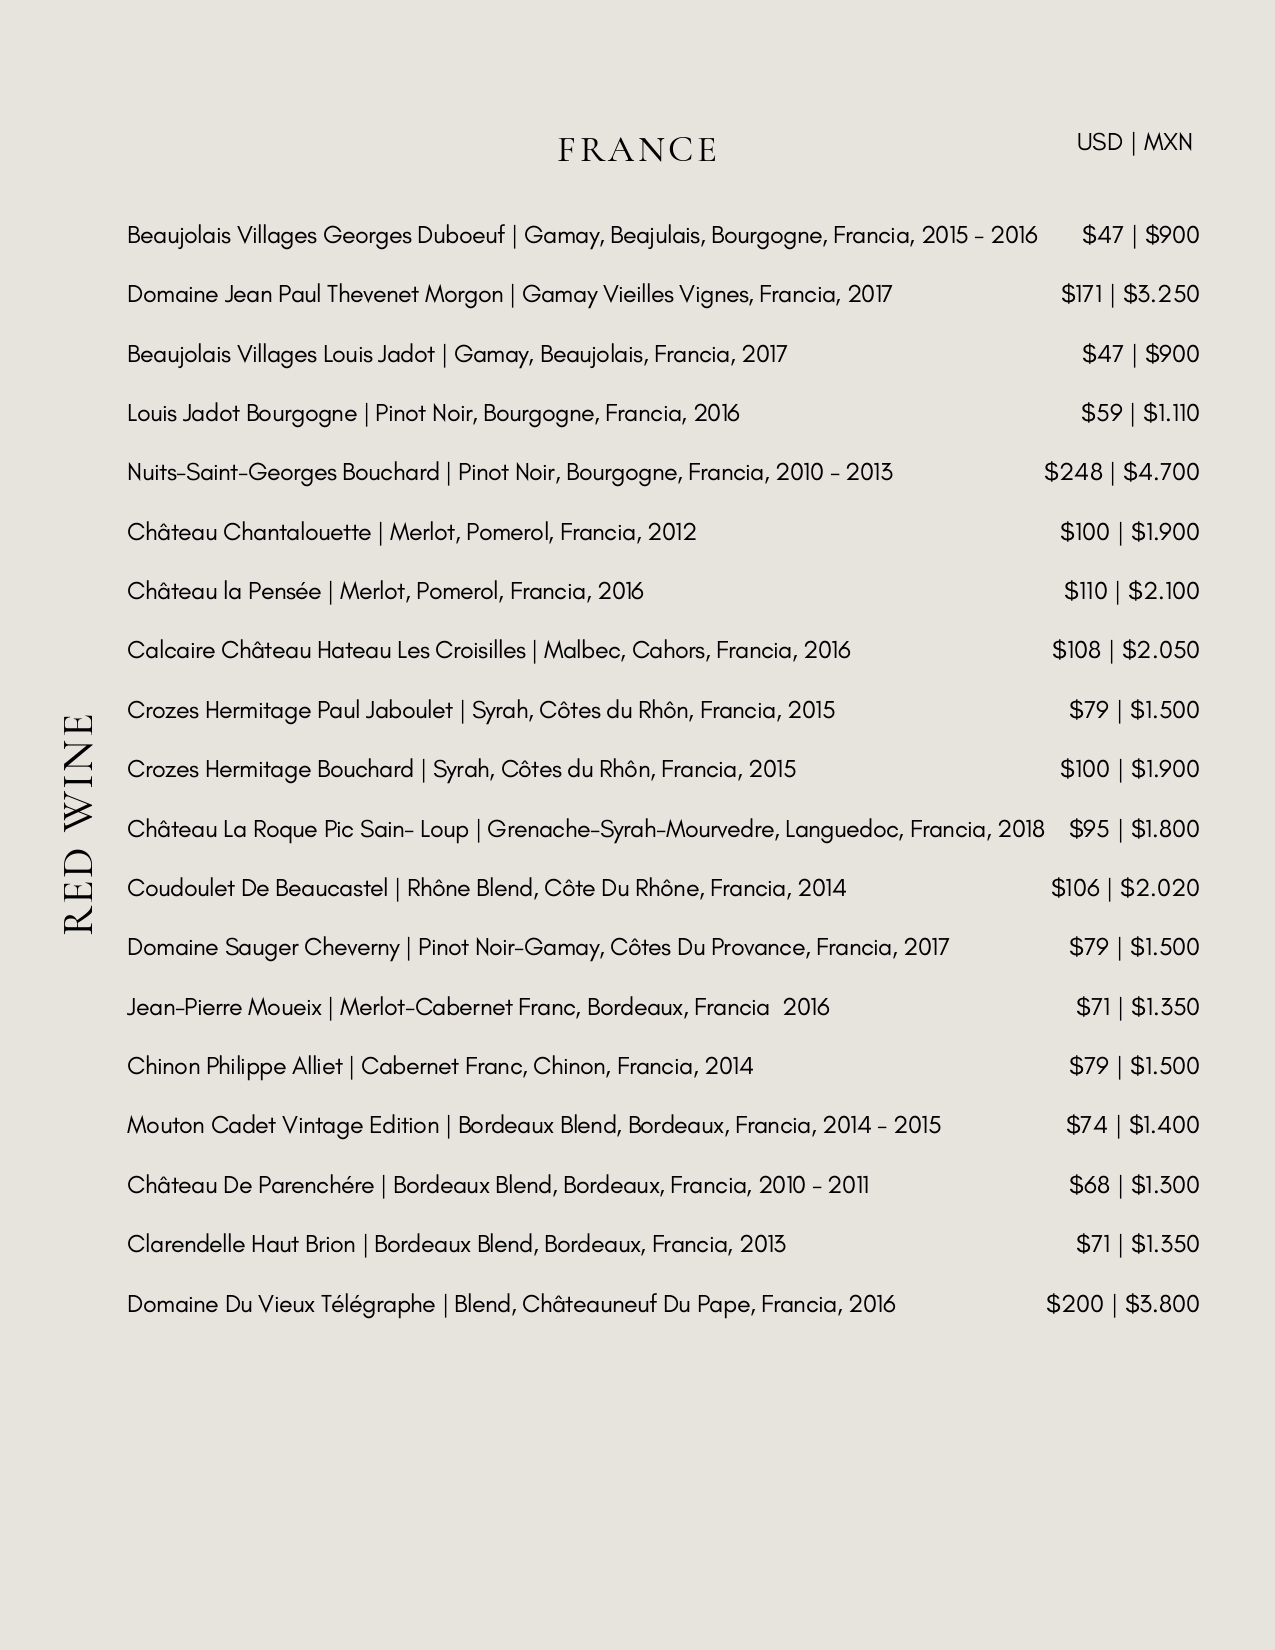 FRANCE
USD | MXN
Beaujolais Villages Georges Duboeuf | Gamay, Beajulais, Bourgogne, Francia, 2015 - 2016 $47 | $900
Domaine Jean Paul Thevenet Morgon | Gamay Vieilles Vignes, Francia, 2017 $171 | $3.250
Beaujolais Villages Louis Jadot | Gamay, Beaujolais, Francia, 2017 $47 | $900
Louis Jadot Bourgogne | Pinot Noir, Bourgogne, Francia, 2016 $59 | $1.110
Nuits-Saint-Georges Bouchard | Pinot Noir, Bourgogne, Francia, 2010 - 2013 $248 | $4.700
Château Chantalouette | Merlot, Pomerol, Francia, 2012 $100 | $1.900
Château la Pensée | Merlot, Pomerol, Francia, 2016 $110 | $2.100
Calcaire Château Hateau Les Croisilles | Malbec, Cahors, Francia, 2016 $108 | $2.050
Crozes Hermitage Paul Jaboulet | Syrah, Côtes du Rhôn, Francia, 2015 $79 | $1.500
Crozes Hermitage Bouchard | Syrah, Côtes du Rhôn, Francia, 2015 $100 | $1.900
Château La Roque Pic Sain- Loup | Grenache-Syrah-Mourvedre, Languedoc, Francia, 2018 $95 | $1.800
Coudoulet De Beaucastel | Rhône Blend, Côte Du Rhône, Francia, 2014 $106 | $2.020
Domaine Sauger Cheverny | Pinot Noir-Gamay, Côtes Du Provance, Francia, 2017 $79 | $1.500
Jean-Pierre Moueix | Merlot-Cabernet Franc, Bordeaux, Francia 2016 $71 | $1.350
Chinon Philippe Alliet | Cabernet Franc, Chinon, Francia, 2014 $79 | $1.500
Mouton Cadet Vintage Edition | Bordeaux Blend, Bordeaux, Francia, 2014 - 2015 $74 | $1.400
Château De Parenchére | Bordeaux Blend, Bordeaux, Francia, 2010 - 2011 $68 | $1.300
Clarendelle Haut Brion | Bordeaux Blend, Bordeaux, Francia, 2013 $71 | $1.350
Domaine Du Vieux Télégraphe | Blend, Châteauneuf Du Pape, Francia, 2016 $200 | $3.800
RED WINE